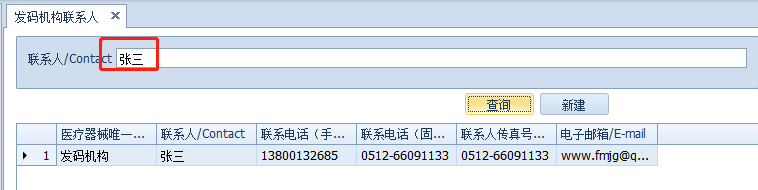 发码机构联系人
联系人/Contact 张三
查询 新建
医疗器械唯一... 联系人/Contact 联系电话（手... 联系电话（固... 联系人传真号... 电子邮箱/E-mail
1 发码机构 张三 13800132685 0512-66091133 0512-66091133 www.fmjg@q...